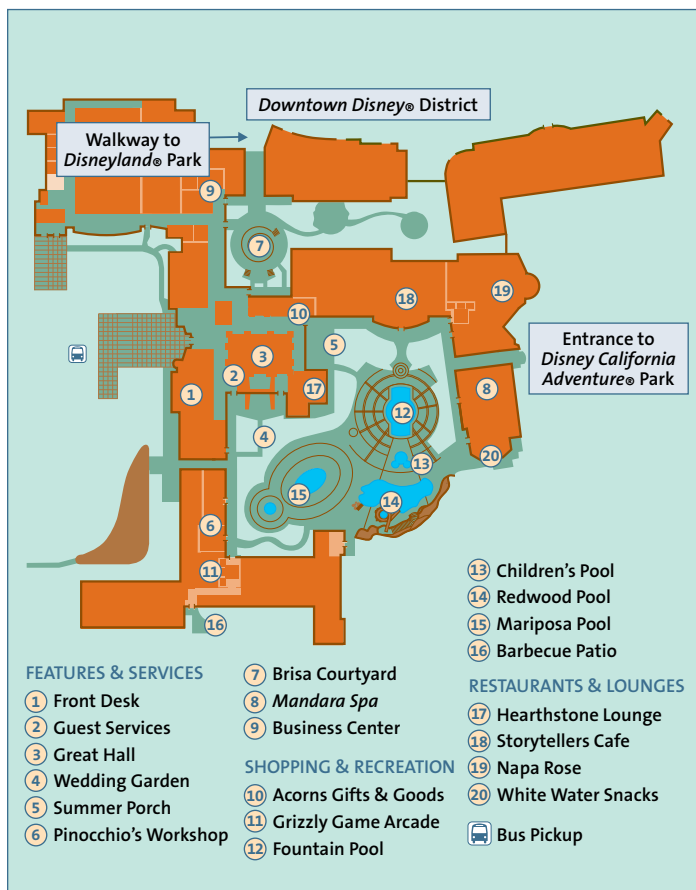 Downtown Disney® District
Walkway to
Disneyland® Park
9
7
19
18
10
5
3
2
17
1
Entrance to
Disney California
Adventure® Park
8
12
4
13
20
15
14
6
11
16
FEATURES & SERVICES
1 Front Desk
2 Guest Services
3 Great Hall
4 Wedding Garden
5 Summer Porch
6 Pinocchio's Workshop
7 Brisa Courtyard
8 Mandara Spa
9 Business Center
SHOPPING & RECREATION
10 Acorns Gifts & Goods
11 Grizzly Game Arcade
12 Fountain Pool
13 Children's Pool
14 Redwood Pool
15 Mariposa Pool
16 Barbecue Patio
RESTAURANTS & LOUNGES
17 Hearthstone Lounge
18 Storytellers Cafe
19 Napa Rose
20 White Water Snacks
Bus Pickup